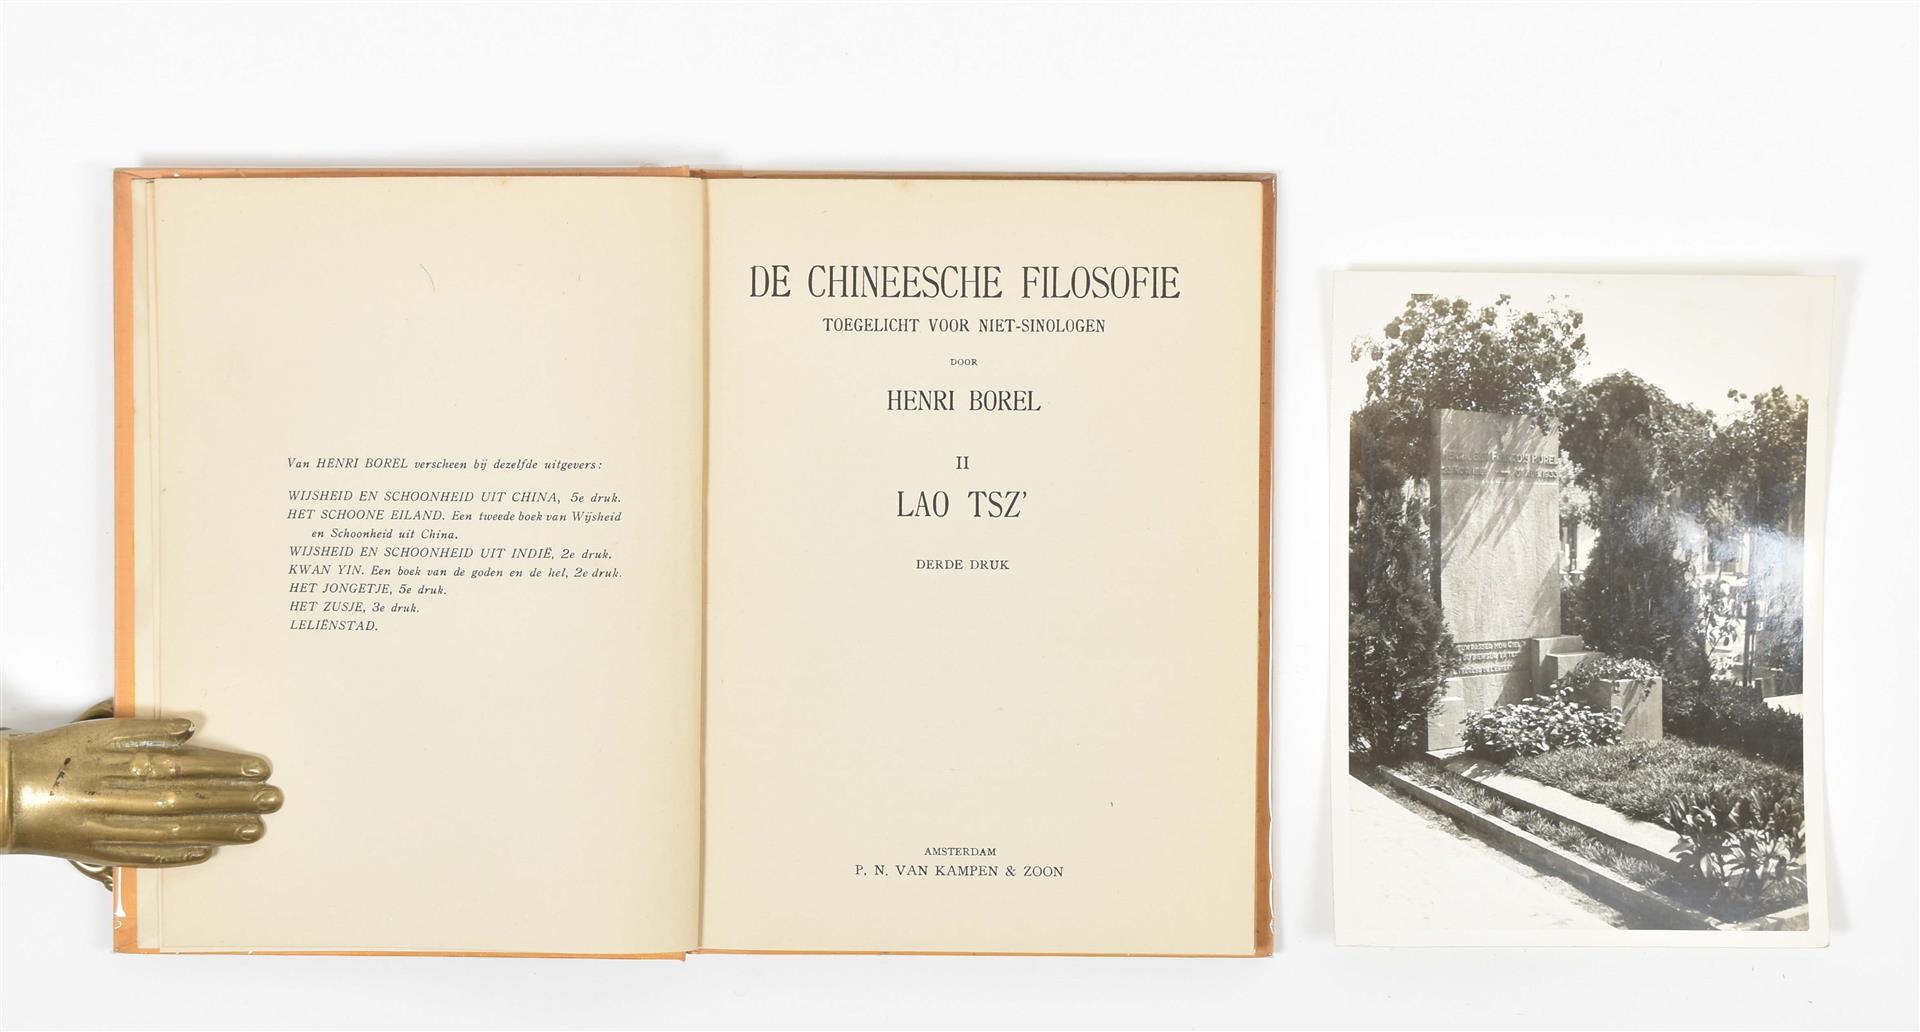 Van HENRI BOREL verscheen bij dezelfde uitgevers:
WIJSHEID EN SCHOONHEID UIT CHINA, 5e druk.
HET SCHOONE EILAND. Een tweede boek van Wijsheid
en Schoonheid uit China.
WIJSHEID EN SCHOONHEID UIT INDIË, 2e druk.
KWAN YIN. Een boek van de goden en de hel, 2e druk.
HET JONGETJE, 5e druk.
HET ZUSJE, 3e druk.
LELIËNSTAD.
DE CHINEESCHE FILOSOFIE
TOEGELICHT VOOR NIET-SINOLOGEN
DOOR
HENRI BOREL
II
LAO TSZ'
DERDE DRUK
AMSTERDAM
P. N. VAN KAMPEN & ZOON
BOREL